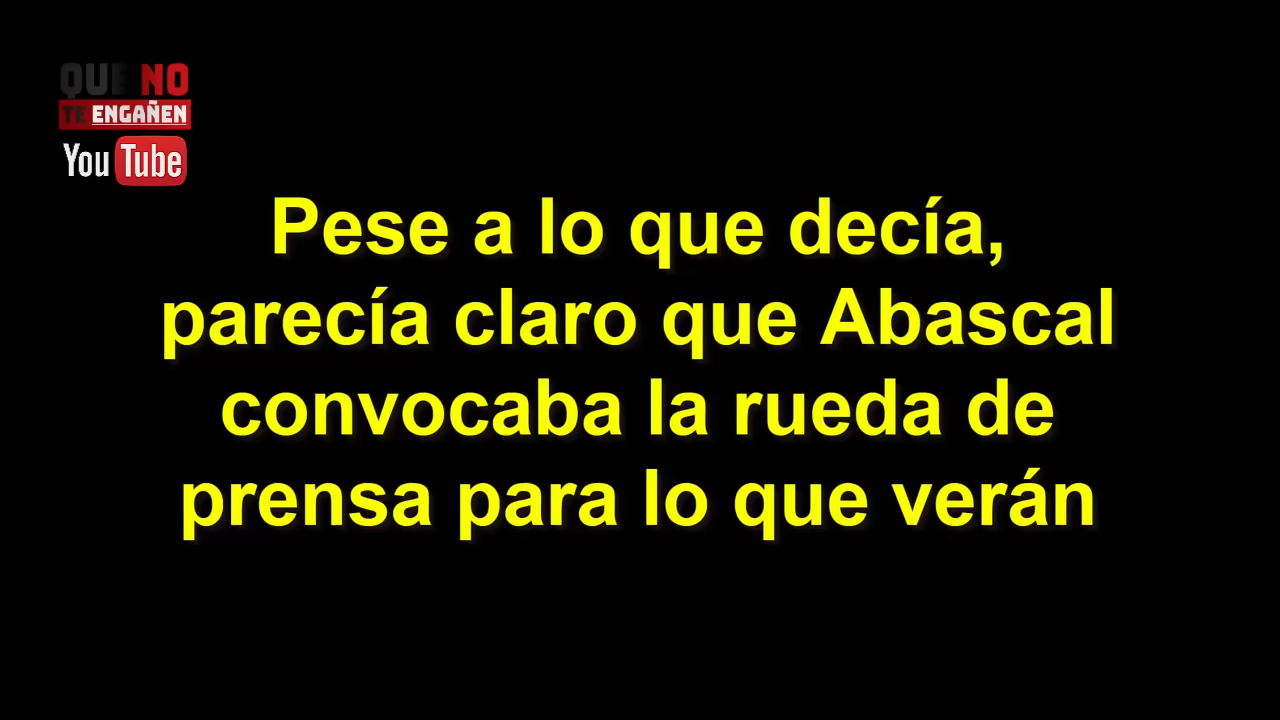 QUE NO
TE ENGAÑEN
YouTube
Pese a lo que decía,
parecía claro que Abascal
convocaba la rueda de
prensa para lo que verán